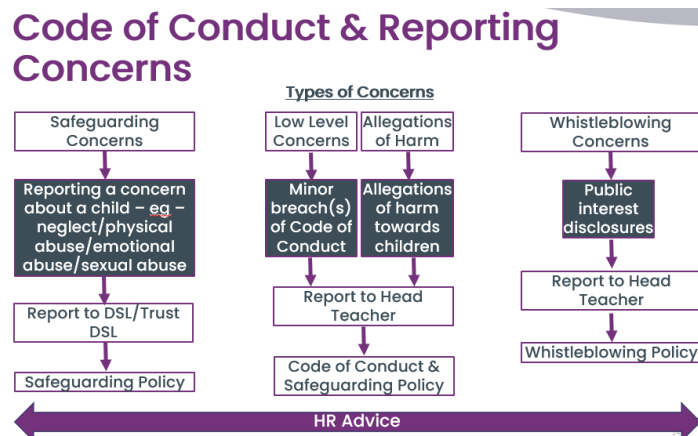 Code of Conduct & Reporting
Concerns
Types of Concerns
Safeguarding
Concerns
Reporting a concern
about a child – eg –
neglect/physical
abuse/emotional
abuse/sexual abuse
Report to DSL/Trust
DSL
Safeguarding Policy
Low Level
Concerns
Minor
breach(s)
of Code of
Conduct
Allegations
of Harm
Allegations
of harm
towards
children
Report to Head
Teacher
Code of Conduct &
Safeguarding Policy
Whistleblowing
Concerns
Public
interest
disclosures
Report to Head
Teacher
Whistleblowing Policy
HR Advice